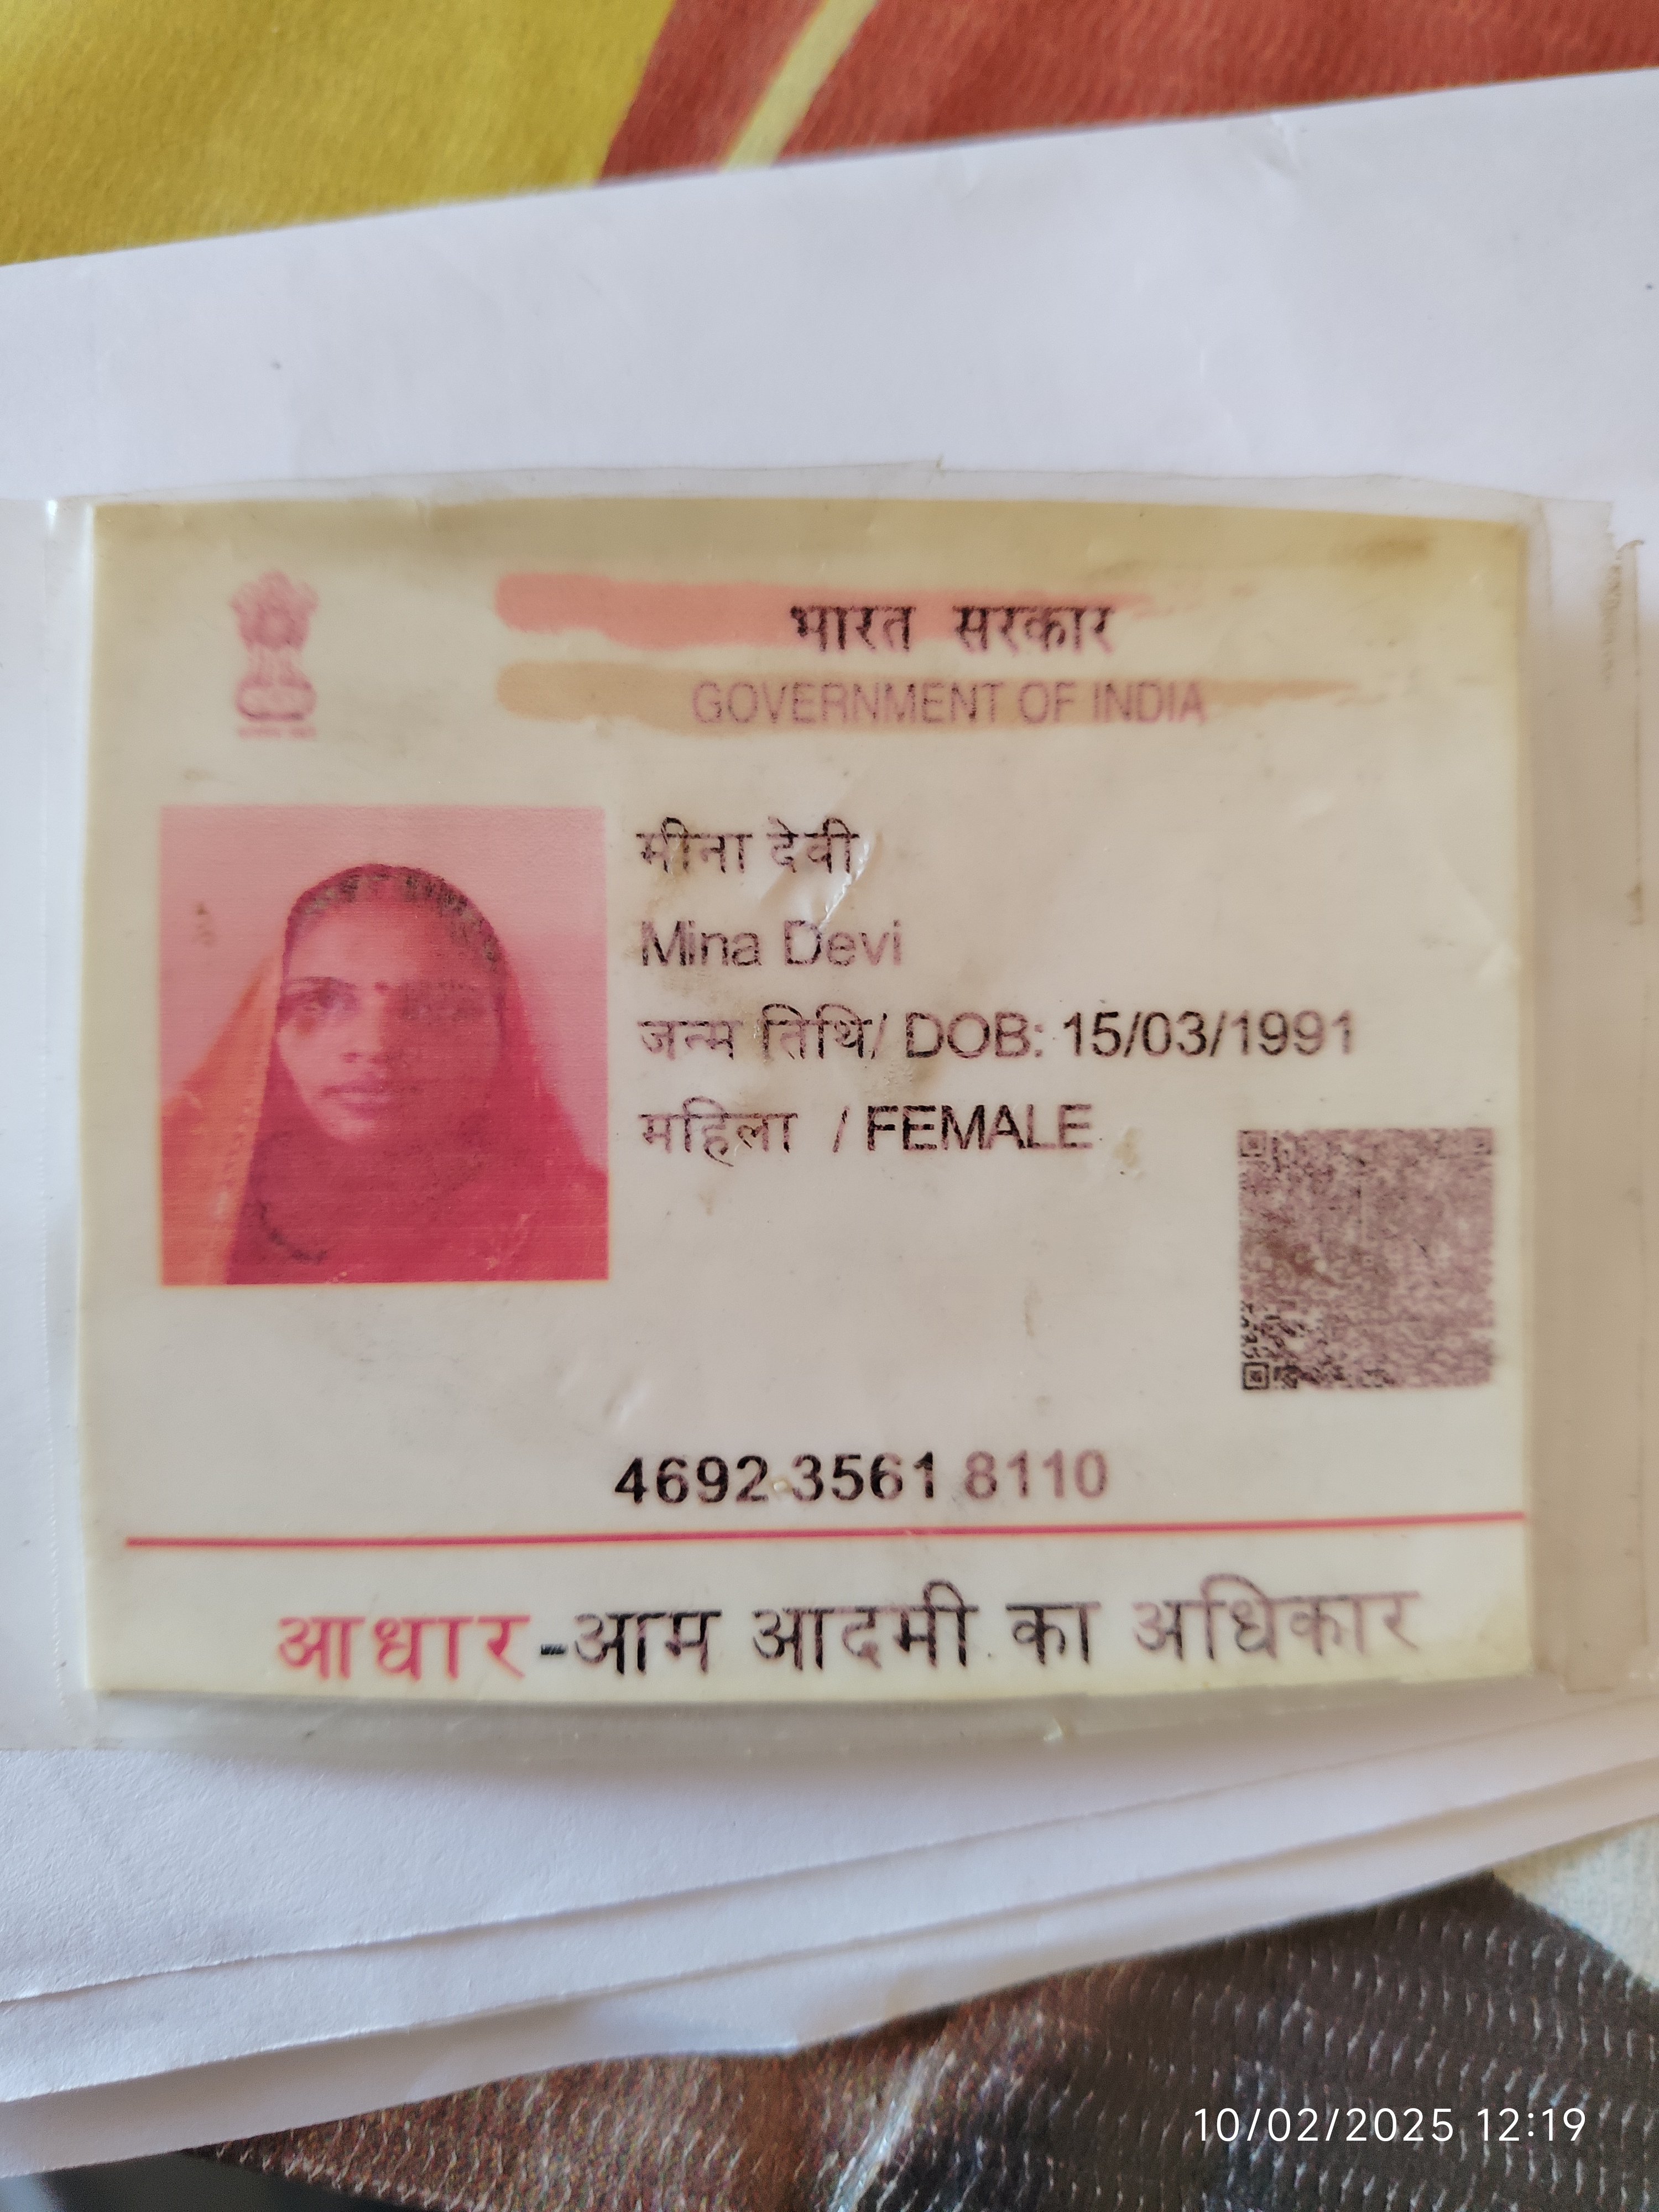 भारत सरकार
GOVERNMENT OF INDIA
मीना देवी
Mina Devi
जन्म तिथि/ DOB: 15/03/1991
महिला / FEMALE
4692 3561 8110
आधार-आम आदमी का अधिकार
10/02/2025 12:19